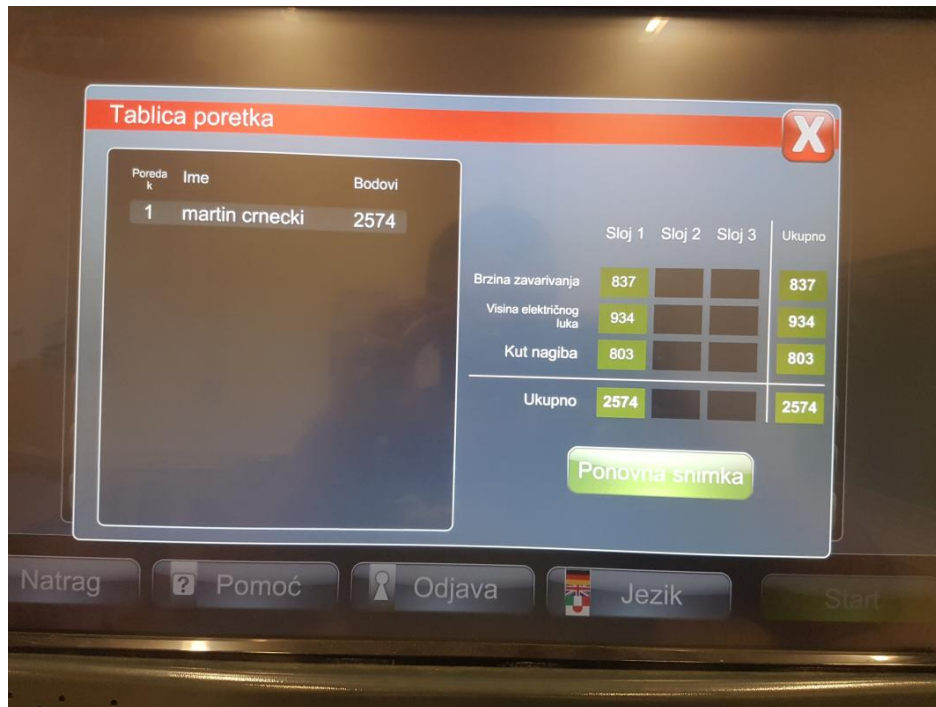 Tablica poretka
X
Poreda
k
Ime
Bodovi
1 martin crnecki 2574
Sloj 1 Sloj 2 Sloj 3 Ukupno
Brzina zavarivanja 837 837
Visina električnog
luka
934 934
Kut nagiba 803 803
Ukupno 2574 2574
Ponovna snimka
Natrag
? Pomoć
Odjava
Jezik
Start